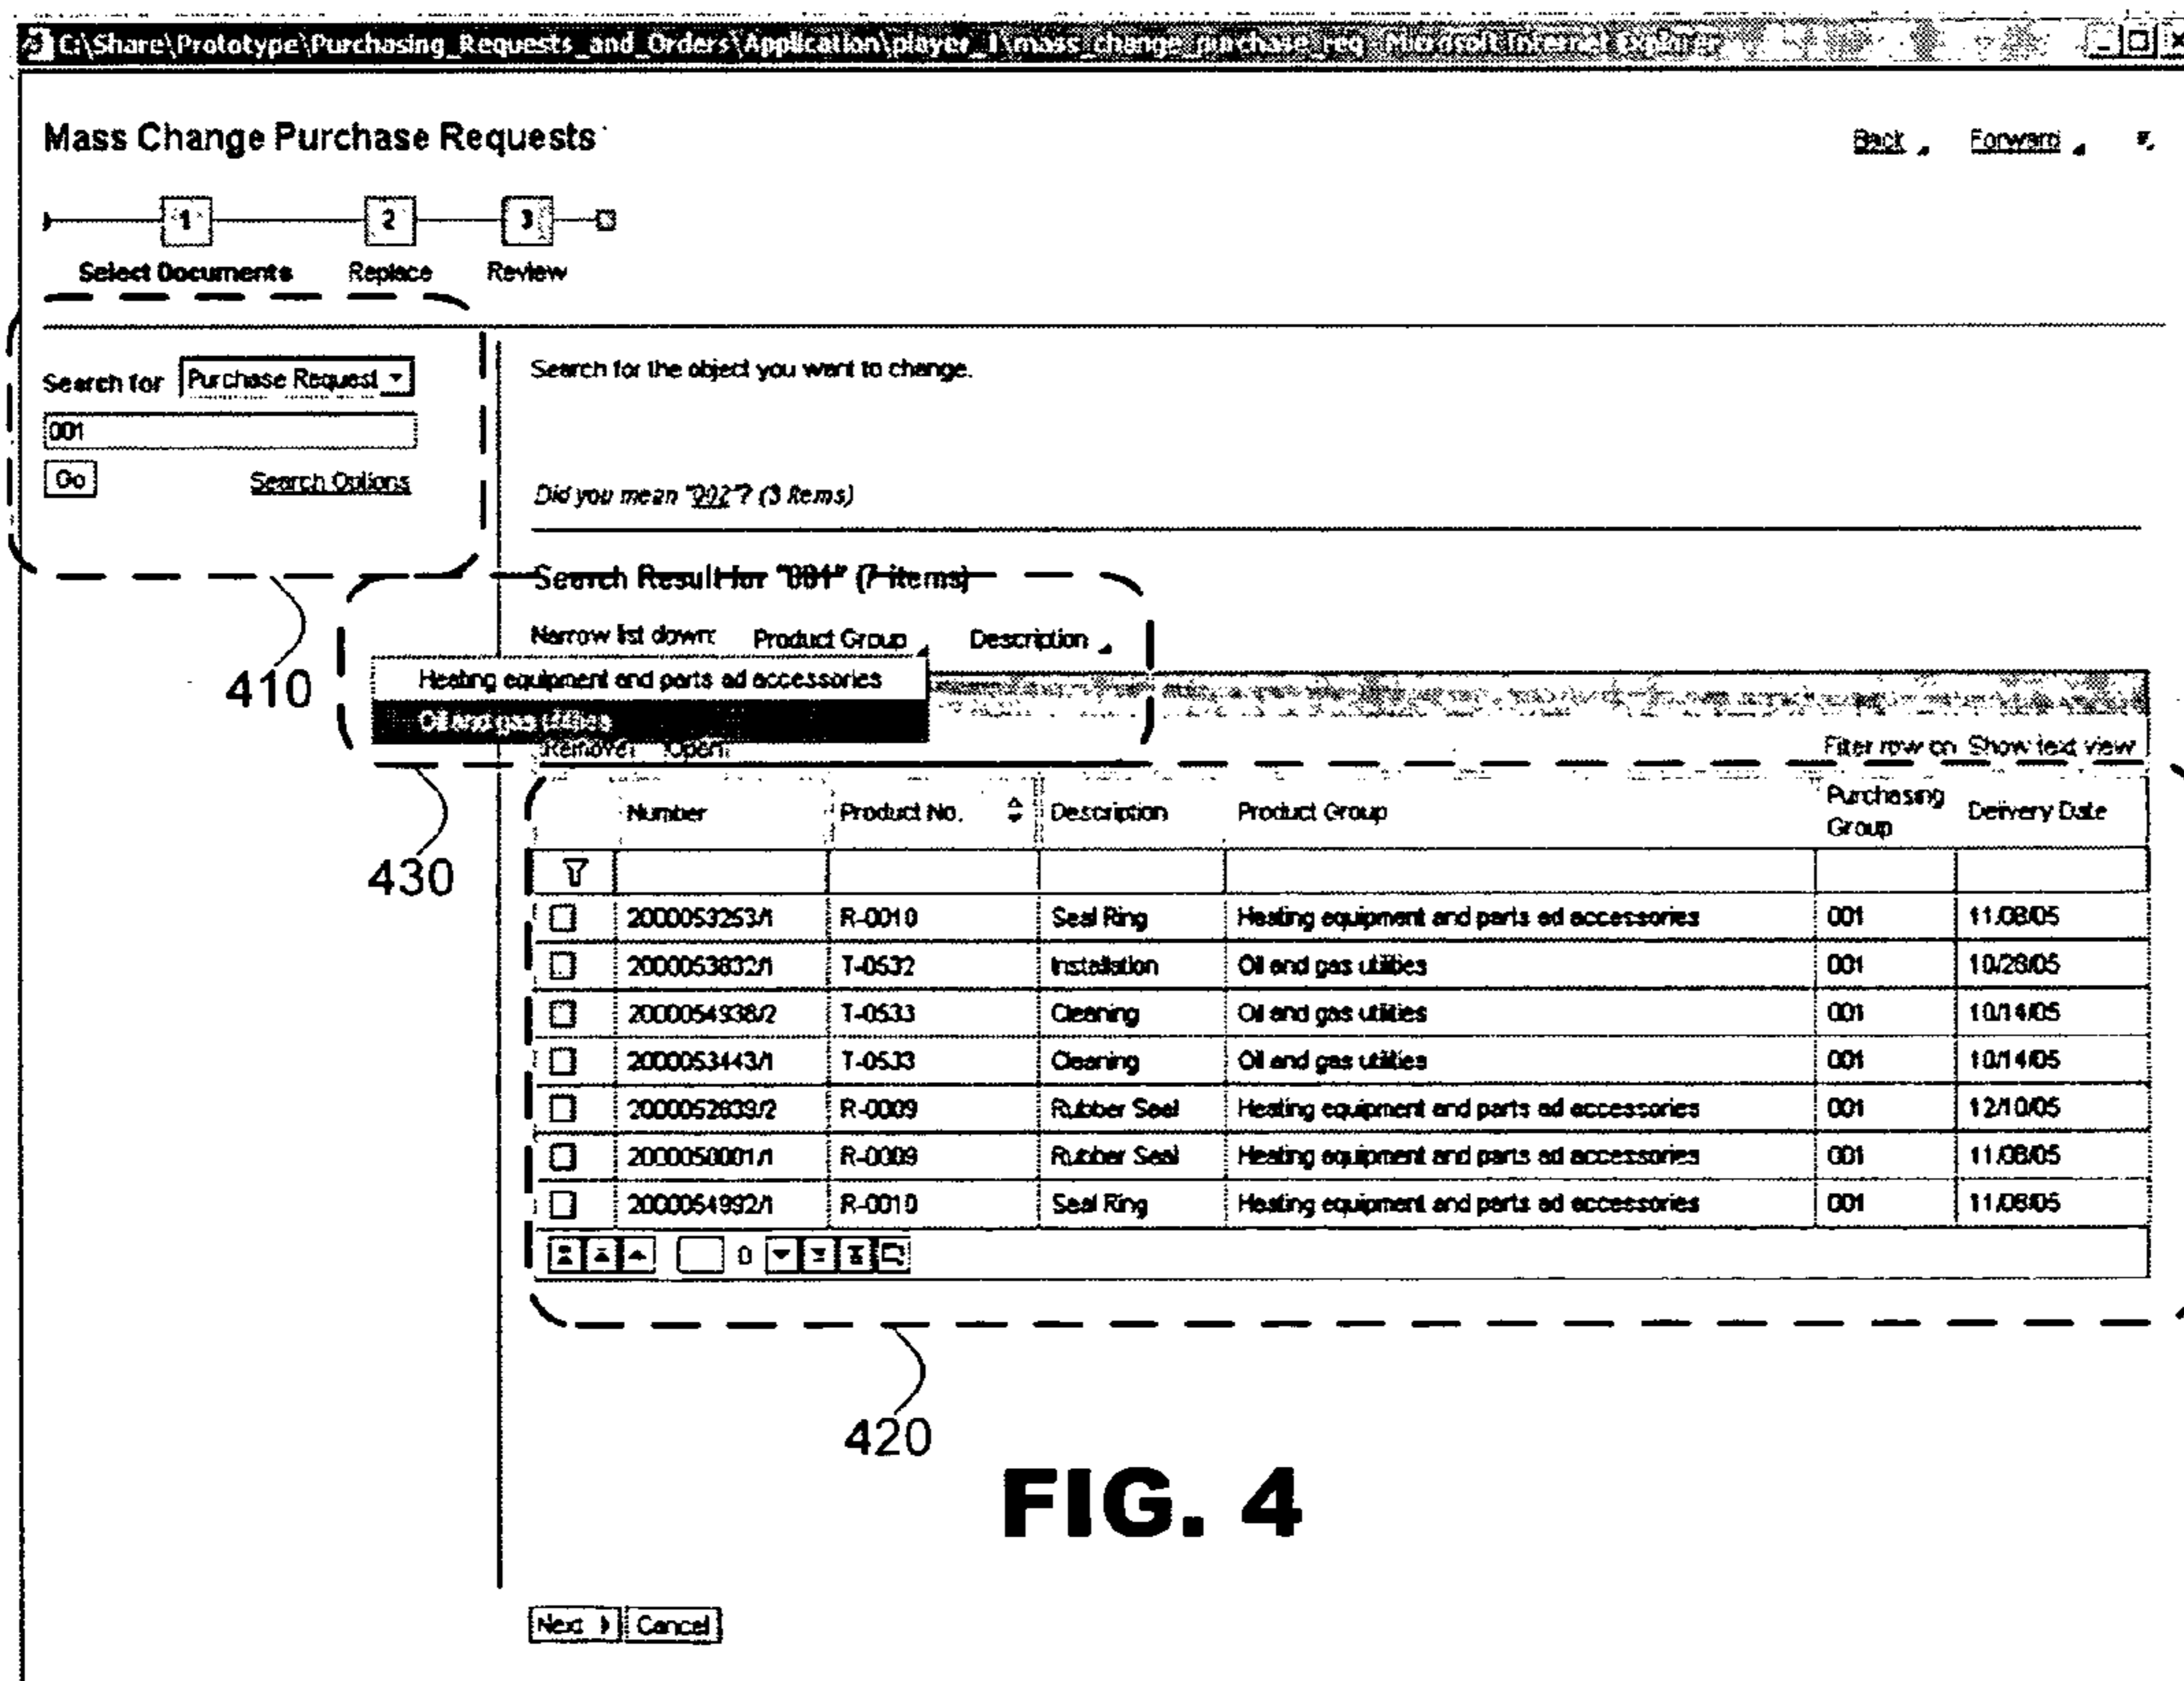 C:\Share\Prototype\Purchasing_Requests_and_Orders\Application\player_1\mass_change_purchase_req - Microsoft Internet Explorer
Mass Change Purchase Requests
Back Forward
1 2 3
Select Documents Replace Review
Search for Purchase Request
001
Go Search Options
Search for the object you want to change.
Did you mean "002"? (3 items)
Search Result for "001" (7 items)
Narrow list down: Product Group Description
Heating equipment and parts ad accessories
Oil and gas utilities
Remove Open
Filter row on Show text view
Number Product No. Description Product Group Purchasing Group Delivery Date
2000053253/1 R-0010 Seal Ring Heating equipment and parts ad accessories 001 11/08/05
2000053832/1 T-0532 Installation Oil and gas utilities 001 10/28/05
2000054938/2 T-0533 Cleaning Oil and gas utilities 001 10/14/05
2000053443/1 T-0533 Cleaning Oil and gas utilities 001 10/14/05
2000052839/2 R-0009 Rubber Seal Heating equipment and parts ad accessories 001 12/10/05
2000050001/1 R-0009 Rubber Seal Heating equipment and parts ad accessories 001 11/08/05
2000054992/1 R-0010 Seal Ring Heating equipment and parts ad accessories 001 11/08/05
0
410
430
420
FIG. 4
Next Cancel